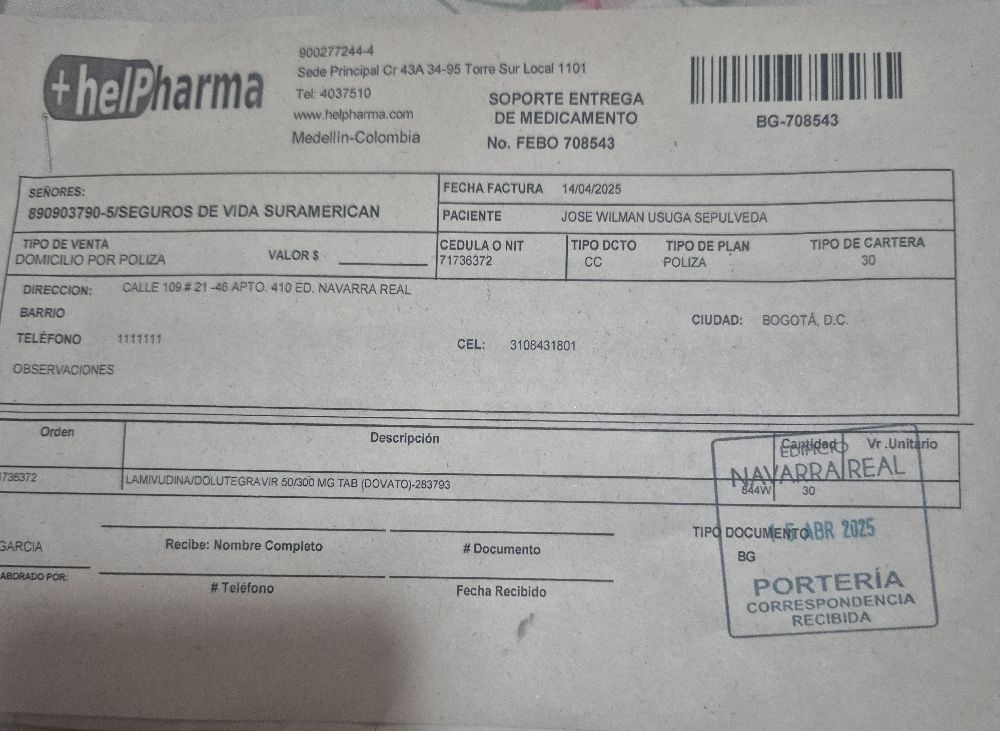 +helPharma
900277244-4
Sede Principal Cr 43A 34-95 Torre Sur Local 1101
Tel: 4037510
www.helpharma.com
Medellin-Colombia
SOPORTE ENTREGA
DE MEDICAMENTO
No. FEBO 708543
BG-708543
SEÑORES:
890903790-5/SEGUROS DE VIDA SURAMERICAN
FECHA FACTURA 14/04/2025
PACIENTE JOSE WILMAN USUGA SEPULVEDA
TIPO DE VENTA
DOMICILIO POR POLIZA
VALOR $
CEDULA O NIT
71736372
TIPO DCTO
CC
TIPO DE PLAN
POLIZA
TIPO DE CARTERA
30
DIRECCION: CALLE 109 # 21 -46 APTO. 410 ED. NAVARRA REAL
BARRIO
CIUDAD: BOGOTÁ, D.C.
TELÉFONO 1111111
CEL: 3108431801
OBSERVACIONES
Orden Descripción Cantidad Vr .Unitario
1736372 LAMIVUDINA/DOLUTEGRAVIR 50/300 MG TAB (DOVATO)-283793 844W 30
EDIFICIO
NAVARRA REAL
15 ABR 2025
PORTERÍA
CORRESPONDENCIA
RECIBIDA
TIPO DOCUMENTO
BG
GARCIA
ABORADO POR:
Recibe: Nombre Completo
# Documento
# Teléfono
Fecha Recibido